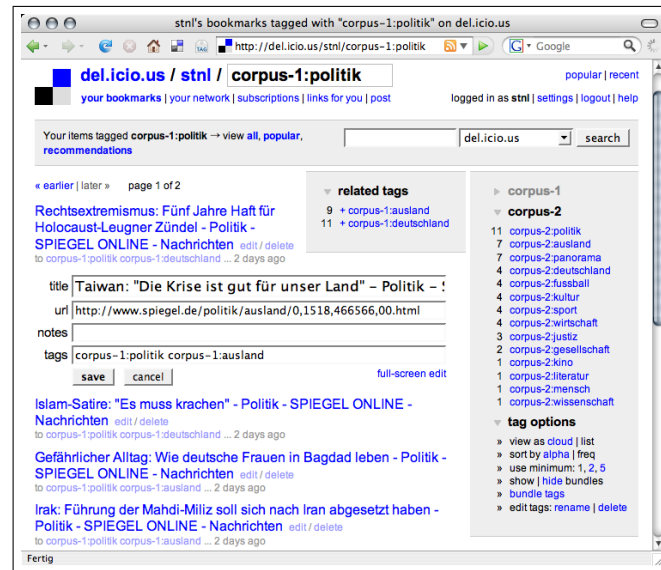 stnl's bookmarks tagged with "corpus-1:politik" on del.icio.us
http://del.icio.us/stnl/corpus-1:politik
G Google
del.icio.us / stnl / corpus-1:politik
popular | recent
your bookmarks | your network | subscriptions | links for you | post
logged in as stnl | settings | logout | help
Your items tagged corpus-1:politik → view all, popular,
recommendations
del.icio.us
search
« earlier | later » page 1 of 2
Rechtsextremismus: Fünf Jahre Haft für
Holocaust-Leugner Zündel - Politik -
SPIEGEL ONLINE - Nachrichten edit / delete
to corpus-1:politik corpus-1:deutschland ... 2 days ago
title Taiwan: "Die Krise ist gut für unser Land" – Politik – S
url http://www.spiegel.de/politik/ausland/0,1518,466566,00.html
notes
tags corpus-1:politik corpus-1:ausland
save cancel
full-screen edit
Islam-Satire: "Es muss krachen" - Politik - SPIEGEL ONLINE -
Nachrichten edit / delete
to corpus-1:politik corpus-1:deutschland ... 2 days ago
Gefährlicher Alltag: Wie deutsche Frauen in Bagdad leben - Politik -
SPIEGEL ONLINE - Nachrichten edit / delete
to corpus-1:politik corpus-1:ausland ... 2 days ago
Irak: Führung der Mahdi-Miliz soll sich nach Iran abgesetzt haben -
Politik - SPIEGEL ONLINE - Nachrichten edit / delete
to corpus-1:politik corpus-1:ausland ... 2 days ago
related tags
9 + corpus-1:ausland
11 + corpus-1:deutschland
corpus-1
corpus-2
11 corpus-2:politik
7 corpus-2:ausland
7 corpus-2:panorama
4 corpus-2:deutschland
4 corpus-2:fussball
4 corpus-2:kultur
4 corpus-2:sport
4 corpus-2:wirtschaft
3 corpus-2:justiz
2 corpus-2:gesellschaft
1 corpus-2:kino
1 corpus-2:literatur
1 corpus-2:mensch
1 corpus-2:wissenschaft
tag options
» view as cloud | list
» sort by alpha | freq
» use minimum: 1, 2, 5
» show | hide bundles
» bundle tags
» edit tags: rename | delete
Fertig